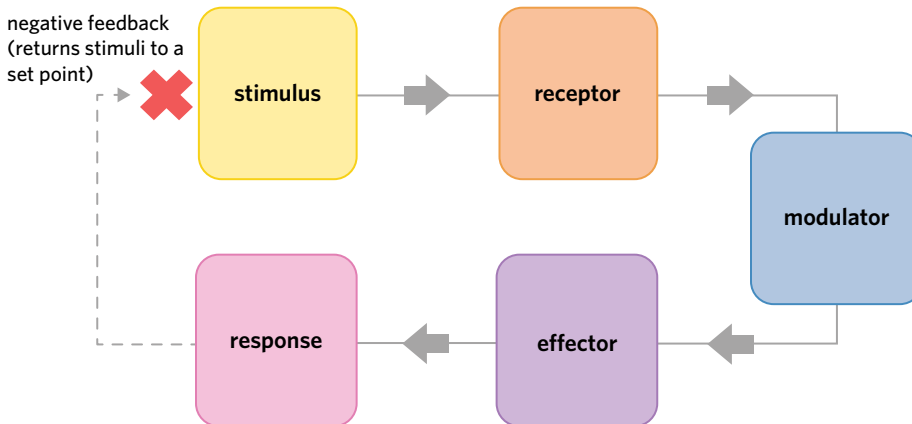 negative feedback
(returns stimuli to a
set point)
stimulus
receptor
modulator
response
effector